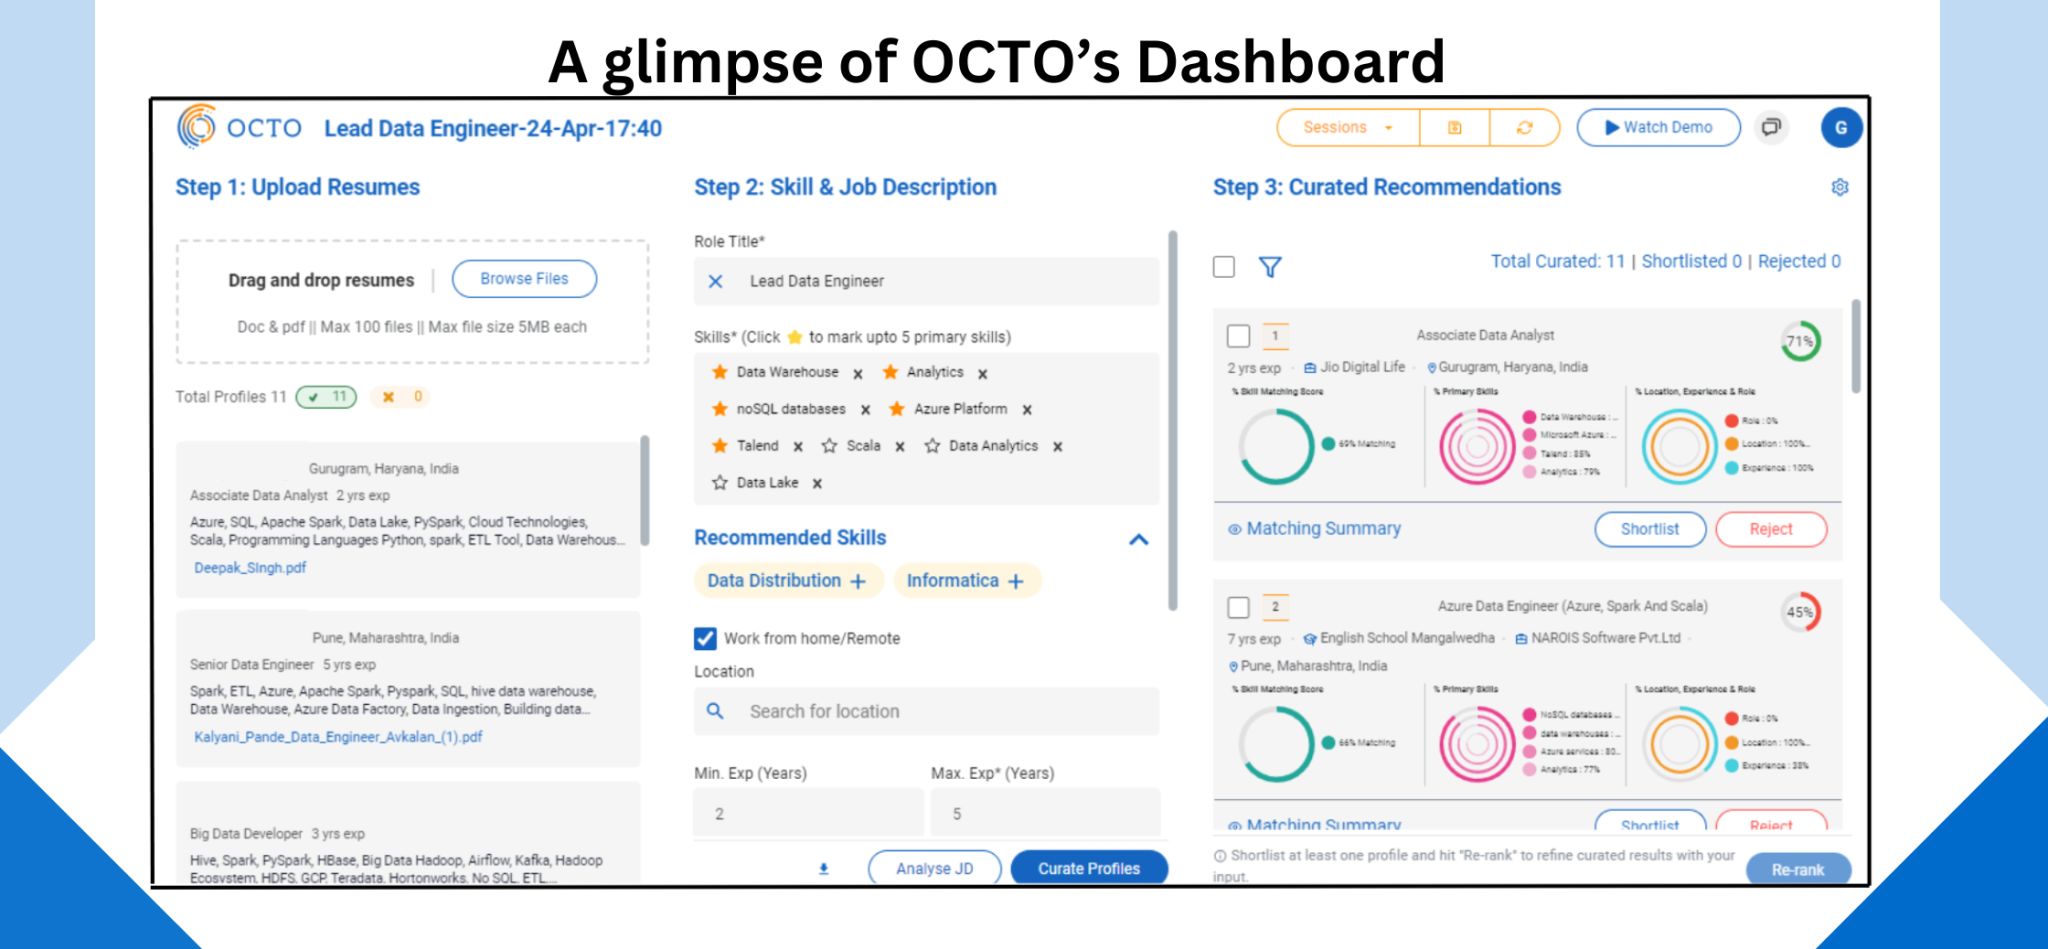 A glimpse of OCTO’s Dashboard
OCTO Lead Data Engineer-24-Apr-17:40
Sessions
Watch Demo
G
Step 1: Upload Resumes
Drag and drop resumes | Browse Files
Doc & pdf || Max 100 files || Max file size 5MB each
Total Profiles 11 11 0
Gurugram, Haryana, India
Associate Data Analyst 2 yrs exp
Azure, SQL, Apache Spark, Data Lake, PySpark, Cloud Technologies,
Scala, Programming Languages Python, spark, ETL Tool, Data Warehous...
Deepak_SIngh.pdf
Pune, Maharashtra, India
Senior Data Engineer 5 yrs exp
Spark, ETL, Azure, Apache Spark, Pyspark, SQL, hive data warehouse,
Data Warehouse, Azure Data Factory, Data Ingestion, Building data...
Kalyani_Pande_Data_Engineer_Avkalan_(1).pdf
Big Data Developer 3 yrs exp
Hive, Spark, PySpark, HBase, Big Data Hadoop, Airflow, Kafka, Hadoop
Ecosystem, HDFS, GCP, Teradata, Hortonworks, No SQL, ETL...
Step 2: Skill & Job Description
Role Title*
Lead Data Engineer
Skills* (Click ⭐ to mark upto 5 primary skills)
Data Warehouse x Analytics x
noSQL databases x Azure Platform x
Talend x Scala x Data Analytics x
Data Lake x
Recommended Skills
Data Distribution + Informatica +
Work from home/Remote
Location
Search for location
Min. Exp (Years) Max. Exp* (Years)
2 5
Analyse JD Curate Profiles
Step 3: Curated Recommendations
Total Curated: 11 | Shortlisted 0 | Rejected 0
1 Associate Data Analyst 71%
2 yrs exp · Jio Digital Life · Gurugram, Haryana, India
% Skill Matching Score % Primary Skills % Location, Experience & Role
69% Matching
Data Warehouse : ...
Microsoft Azure : ...
Talend : 85%
Analytics : 79%
Role : 0%
Location : 100%...
Experience : 100%
Matching Summary Shortlist Reject
2 Azure Data Engineer (Azure, Spark And Scala) 45%
7 yrs exp · English School Mangalwedha · NAROIS Software Pvt.Ltd ·
Pune, Maharashtra, India
% Skill Matching Score % Primary Skills % Location, Experience & Role
66% Matching
NoSQL databases ...
data warehouses : ...
Azure services : 80...
Analytics : 77%
Role : 0%
Location : 100%...
Experience : 38%
Matching Summary Shortlist Reject
Shortlist at least one profile and hit "Re-rank" to refine curated results with your
input.
Re-rank